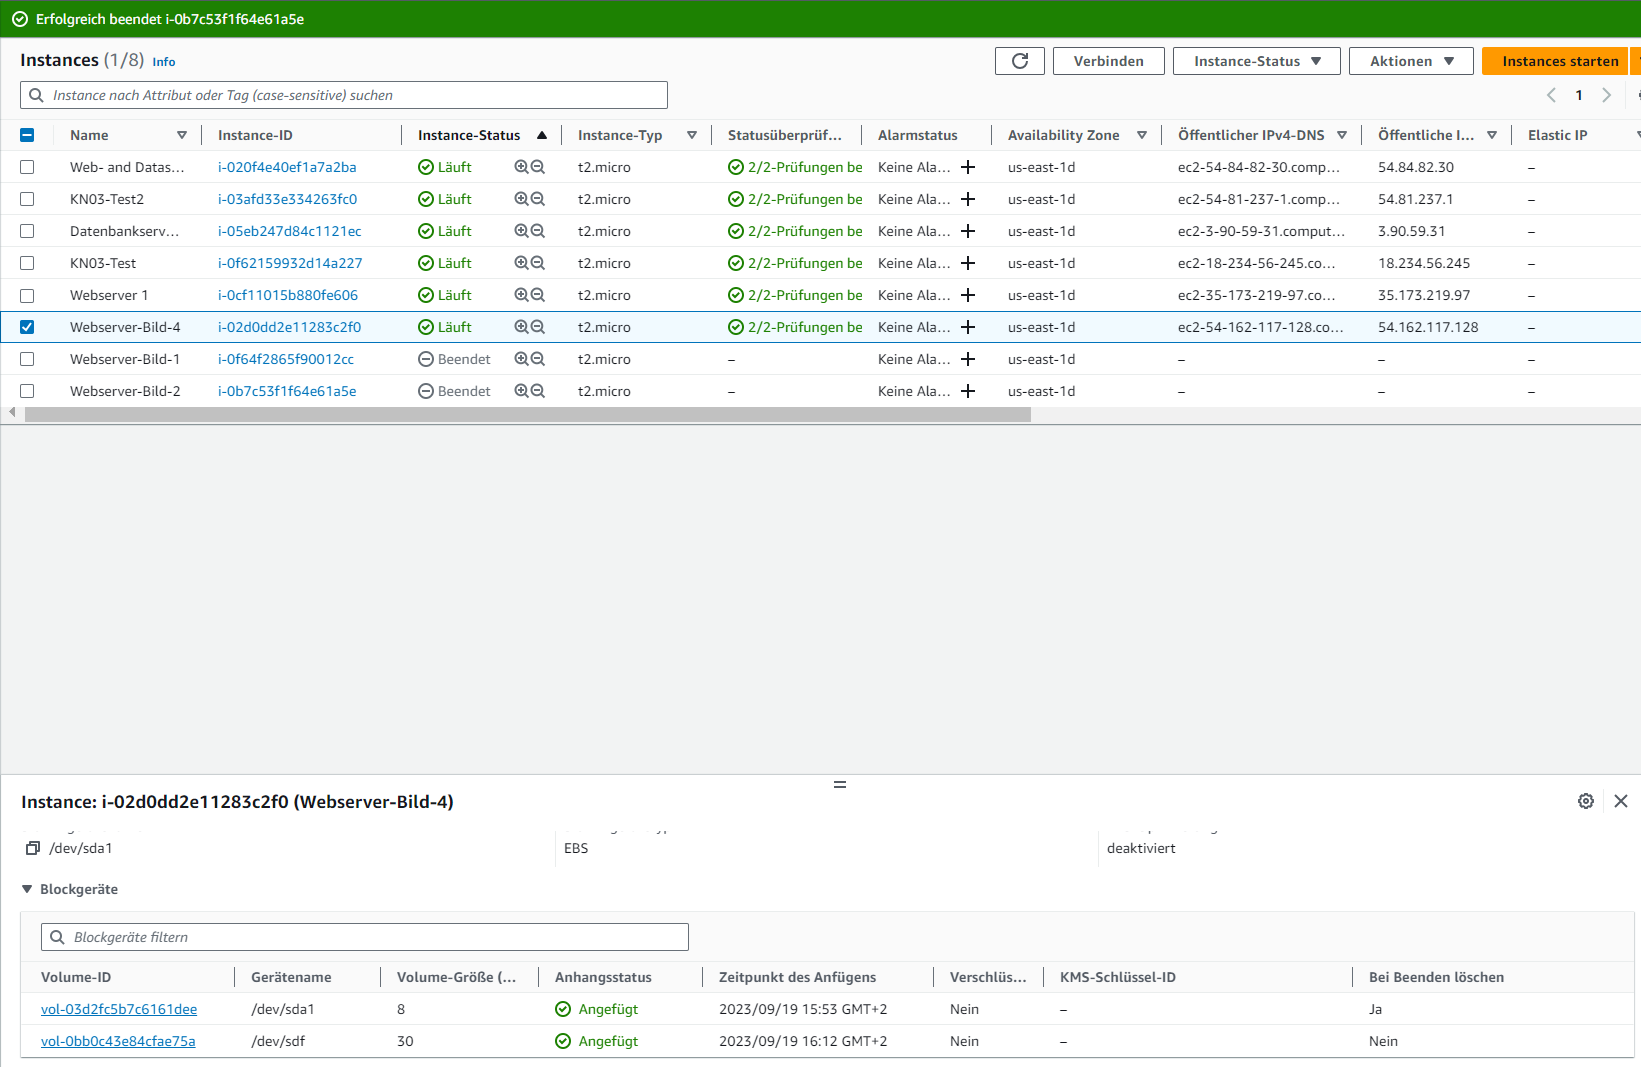 Erfolgreich beendet i-0b7c53f1f64e61a5e
Instances (1/8) Info
Verbinden Instance-Status Aktionen Instances starten
Instance nach Attribut oder Tag (case-sensitive) suchen
1
Name Instance-ID Instance-Status Instance-Typ Statusüberprüf... Alarmstatus Availability Zone Öffentlicher IPv4-DNS Öffentliche I... Elastic IP
Web- and Datas... i-020f4e40ef1a7a2ba Läuft t2.micro 2/2-Prüfungen be Keine Ala... us-east-1d ec2-54-84-82-30.comp... 54.84.82.30 –
KN03-Test2 i-03afd33e334263fc0 Läuft t2.micro 2/2-Prüfungen be Keine Ala... us-east-1d ec2-54-81-237-1.comp... 54.81.237.1 –
Datenbankserv... i-05eb247d84c1121ec Läuft t2.micro 2/2-Prüfungen be Keine Ala... us-east-1d ec2-3-90-59-31.comput... 3.90.59.31 –
KN03-Test i-0f62159932d14a227 Läuft t2.micro 2/2-Prüfungen be Keine Ala... us-east-1d ec2-18-234-56-245.co... 18.234.56.245 –
Webserver 1 i-0cf11015b880fe606 Läuft t2.micro 2/2-Prüfungen be Keine Ala... us-east-1d ec2-35-173-219-97.co... 35.173.219.97 –
Webserver-Bild-4 i-02d0dd2e11283c2f0 Läuft t2.micro 2/2-Prüfungen be Keine Ala... us-east-1d ec2-54-162-117-128.co... 54.162.117.128 –
Webserver-Bild-1 i-0f64f2865f90012cc Beendet t2.micro – Keine Ala... us-east-1d – – –
Webserver-Bild-2 i-0b7c53f1f64e61a5e Beendet t2.micro – Keine Ala... us-east-1d – – –
Instance: i-02d0dd2e11283c2f0 (Webserver-Bild-4)
/dev/sda1 EBS deaktiviert
Blockgeräte
Blockgeräte filtern
Volume-ID Gerätename Volume-Größe (... Anhangsstatus Zeitpunkt des Anfügens Verschlüs... KMS-Schlüssel-ID Bei Beenden löschen
vol-03d2fc5b7c6161dee /dev/sda1 8 Angefügt 2023/09/19 15:53 GMT+2 Nein – Ja
vol-0bb0c43e84cfae75a /dev/sdf 30 Angefügt 2023/09/19 16:12 GMT+2 Nein – Nein